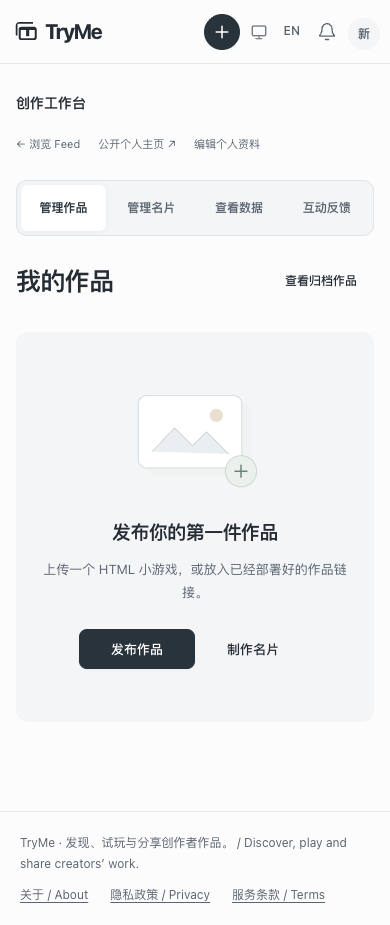 TryMe
EN
新
创作工作台
← 浏览 Feed 公开个人主页 ↗ 编辑个人资料
管理作品 管理名片 查看数据 互动反馈
我的作品 查看归档作品
发布你的第一件作品
上传一个 HTML 小游戏，或放入已经部署好的作品链
接。
发布作品 制作名片
TryMe · 发现、试玩与分享创作者作品。 / Discover, play and
share creators’ work.
关于 / About 隐私政策 / Privacy 服务条款 / Terms